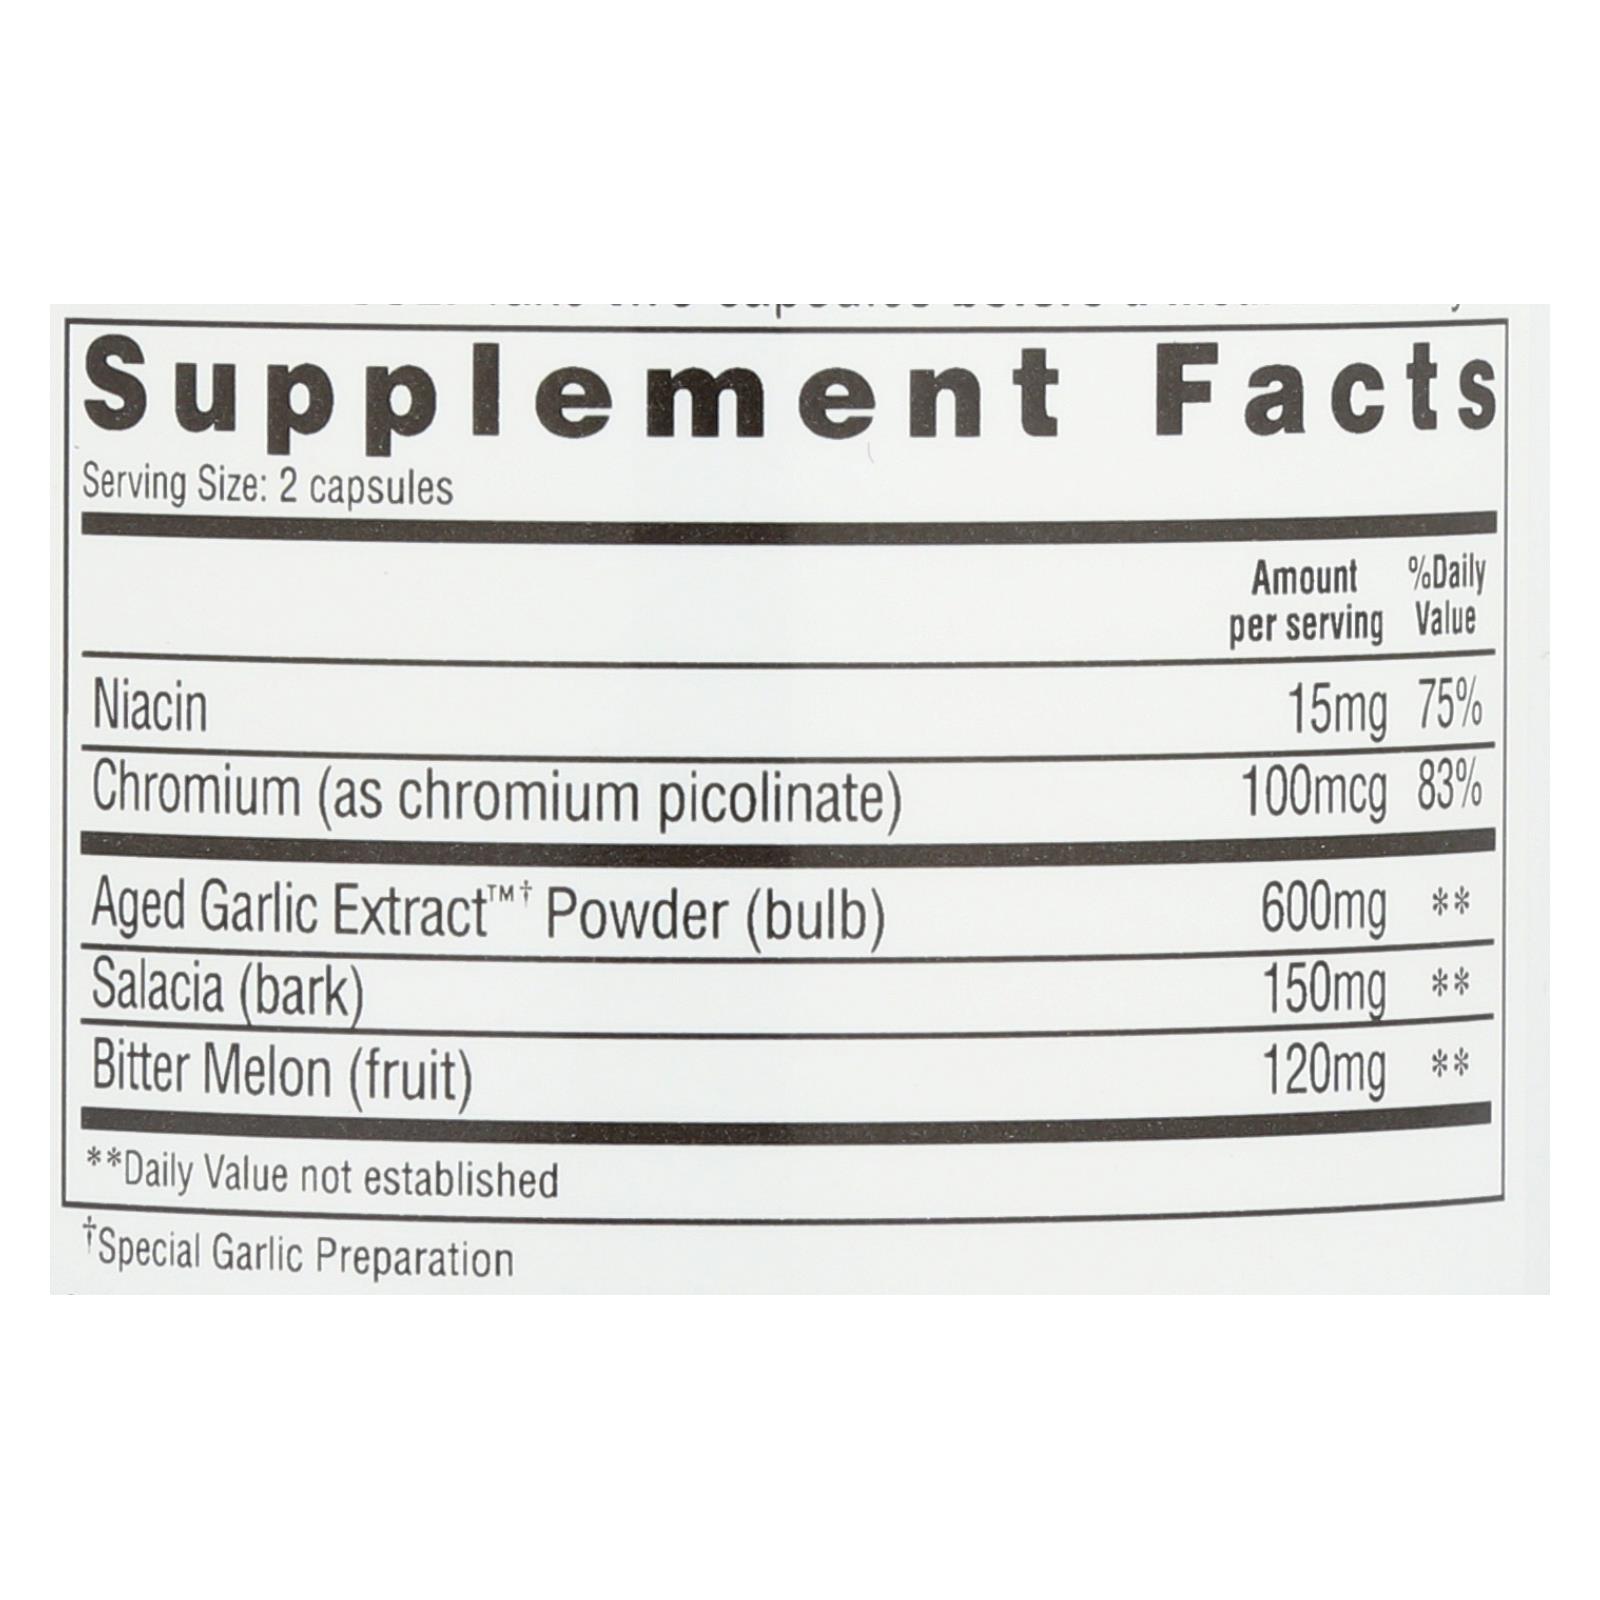 Supplement Facts
Serving Size: 2 capsules
Amount per serving %Daily Value
Niacin 15mg 75%
Chromium (as chromium picolinate) 100mcg 83%
Aged Garlic Extract™† Powder (bulb) 600mg **
Salacia (bark) 150mg **
Bitter Melon (fruit) 120mg **
**Daily Value not established
†Special Garlic Preparation